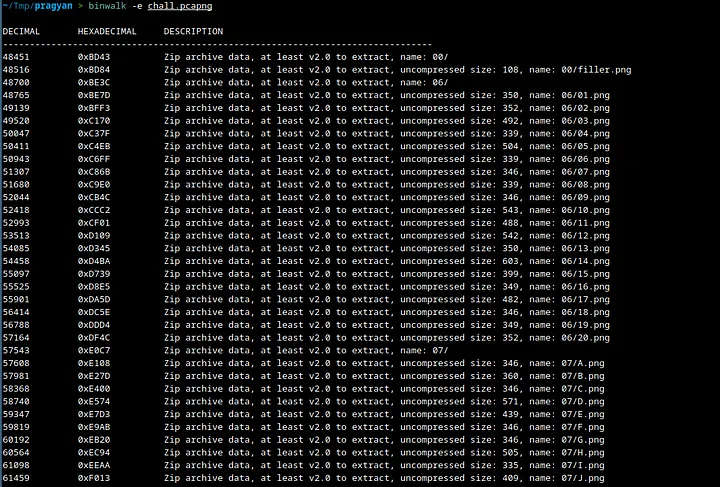 ~/Tmp/pragyan > binwalk -e chall.pcapng
DECIMAL HEXADECIMAL DESCRIPTION
--------------------------------------------------------------------------------
48451 0xBD43 Zip archive data, at least v2.0 to extract, name: 00/
48516 0xBD84 Zip archive data, at least v2.0 to extract, uncompressed size: 108, name: 00/filler.png
48700 0xBE3C Zip archive data, at least v2.0 to extract, name: 06/
48765 0xBE7D Zip archive data, at least v2.0 to extract, uncompressed size: 350, name: 06/01.png
49139 0xBFF3 Zip archive data, at least v2.0 to extract, uncompressed size: 352, name: 06/02.png
49520 0xC170 Zip archive data, at least v2.0 to extract, uncompressed size: 492, name: 06/03.png
50047 0xC37F Zip archive data, at least v2.0 to extract, uncompressed size: 339, name: 06/04.png
50411 0xC4EB Zip archive data, at least v2.0 to extract, uncompressed size: 504, name: 06/05.png
50943 0xC6FF Zip archive data, at least v2.0 to extract, uncompressed size: 339, name: 06/06.png
51307 0xC86B Zip archive data, at least v2.0 to extract, uncompressed size: 346, name: 06/07.png
51680 0xC9E0 Zip archive data, at least v2.0 to extract, uncompressed size: 339, name: 06/08.png
52044 0xCB4C Zip archive data, at least v2.0 to extract, uncompressed size: 346, name: 06/09.png
52418 0xCCC2 Zip archive data, at least v2.0 to extract, uncompressed size: 543, name: 06/10.png
52993 0xCF01 Zip archive data, at least v2.0 to extract, uncompressed size: 488, name: 06/11.png
53513 0xD109 Zip archive data, at least v2.0 to extract, uncompressed size: 542, name: 06/12.png
54085 0xD345 Zip archive data, at least v2.0 to extract, uncompressed size: 350, name: 06/13.png
54458 0xD4BA Zip archive data, at least v2.0 to extract, uncompressed size: 603, name: 06/14.png
55097 0xD739 Zip archive data, at least v2.0 to extract, uncompressed size: 399, name: 06/15.png
55525 0xD8E5 Zip archive data, at least v2.0 to extract, uncompressed size: 349, name: 06/16.png
55901 0xDA5D Zip archive data, at least v2.0 to extract, uncompressed size: 482, name: 06/17.png
56414 0xDC5E Zip archive data, at least v2.0 to extract, uncompressed size: 346, name: 06/18.png
56788 0xDDD4 Zip archive data, at least v2.0 to extract, uncompressed size: 349, name: 06/19.png
57164 0xDF4C Zip archive data, at least v2.0 to extract, uncompressed size: 352, name: 06/20.png
57543 0xE0C7 Zip archive data, at least v2.0 to extract, name: 07/
57608 0xE108 Zip archive data, at least v2.0 to extract, uncompressed size: 346, name: 07/A.png
57981 0xE27D Zip archive data, at least v2.0 to extract, uncompressed size: 360, name: 07/B.png
58368 0xE400 Zip archive data, at least v2.0 to extract, uncompressed size: 346, name: 07/C.png
58740 0xE574 Zip archive data, at least v2.0 to extract, uncompressed size: 571, name: 07/D.png
59347 0xE7D3 Zip archive data, at least v2.0 to extract, uncompressed size: 439, name: 07/E.png
59819 0xE9AB Zip archive data, at least v2.0 to extract, uncompressed size: 346, name: 07/F.png
60192 0xEB20 Zip archive data, at least v2.0 to extract, uncompressed size: 346, name: 07/G.png
60564 0xEC94 Zip archive data, at least v2.0 to extract, uncompressed size: 505, name: 07/H.png
61098 0xEEAA Zip archive data, at least v2.0 to extract, uncompressed size: 335, name: 07/I.png
61459 0xF013 Zip archive data, at least v2.0 to extract, uncompressed size: 409, name: 07/J.png